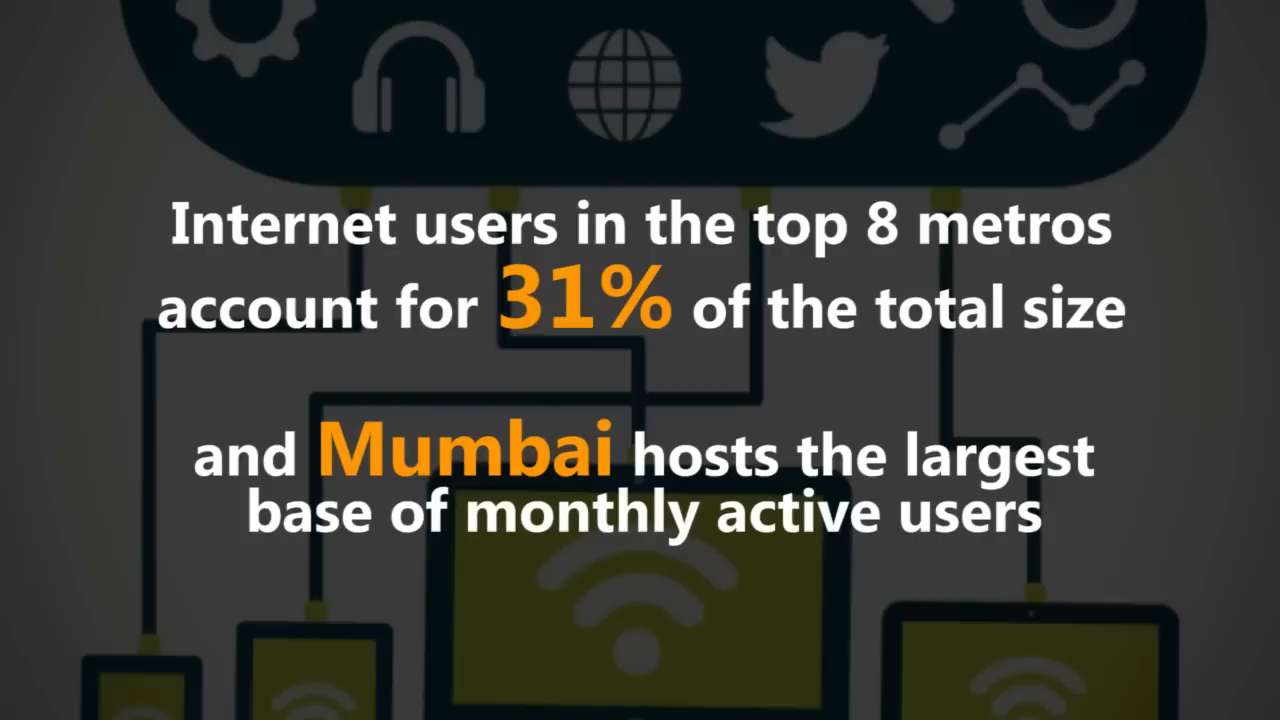 Internet users in the top 8 metros
account for 31% of the total size
and Mumbai hosts the largest
base of monthly active users